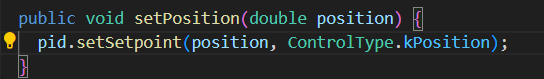 public void setPosition(double position) {
pid.setSetpoint(position, ControlType.kPosition);
}